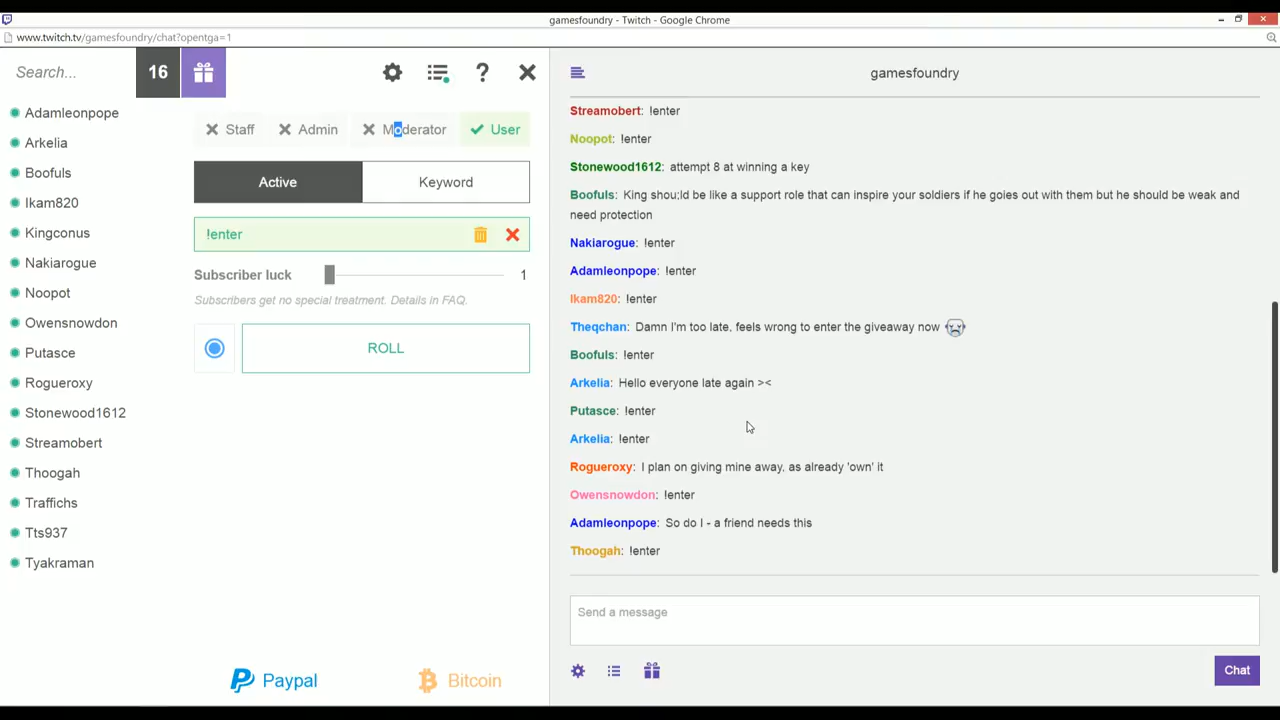 gamesfoundry - Twitch - Google Chrome
www.twitch.tv/gamesfoundry/chat?opentga=1
Search...
16
Adamleonpope
Arkelia
Boofuls
Ikam820
Kingconus
Nakiarogue
Noopot
Owensnowdon
Putasce
Rogueroxy
Stonewood1612
Streamobert
Thoogah
Traffichs
Tts937
Tyakraman
Staff
Admin
Moderator
User
Active
Keyword
!enter
Subscriber luck
1
Subscribers get no special treatment. Details in FAQ.
ROLL
Paypal
Bitcoin
gamesfoundry
Streamobert: !enter
Noopot: !enter
Stonewood1612: attempt 8 at winning a key
Boofuls: King shou;ld be like a support role that can inspire your soldiers if he goies out with them but he should be weak and
need protection
Nakiarogue: !enter
Adamleonpope: !enter
Ikam820: !enter
Theqchan: Damn I'm too late, feels wrong to enter the giveaway now
Boofuls: !enter
Arkelia: Hello everyone late again ><
Putasce: !enter
Arkelia: !enter
Rogueroxy: I plan on giving mine away, as already 'own' it
Owensnowdon: !enter
Adamleonpope: So do I - a friend needs this
Thoogah: !enter
Send a message
Chat